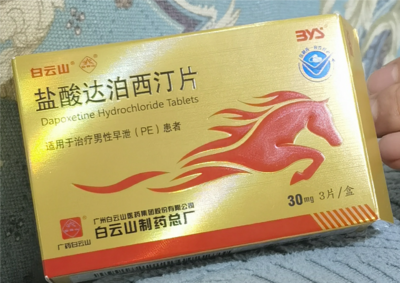 白云山®
BYS®
盐酸达泊西汀片
Dapoxetine Hydrochloride Tablets
适用于治疗男性早泄(PE)患者
30mg 3片/盒
广药白云山
广州白云山医药集团股份有限公司
白云山制药总厂